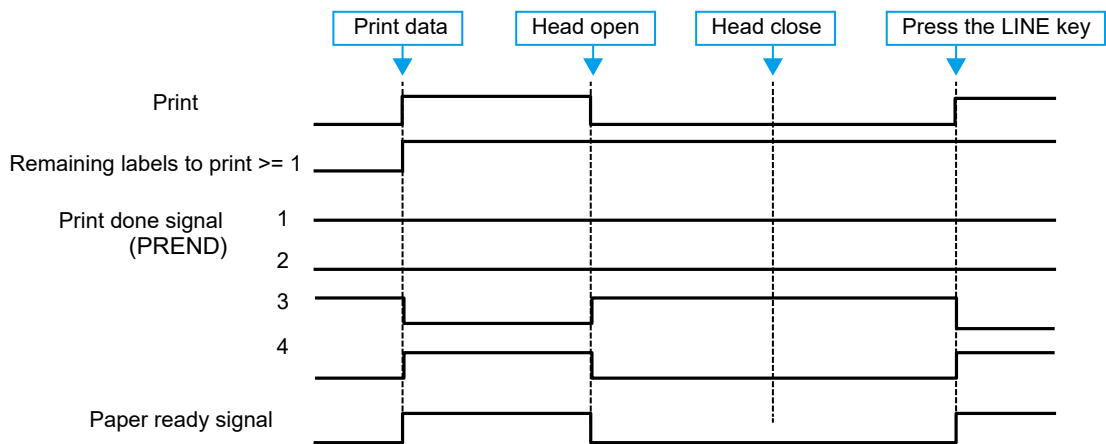 Print data
Head open
Head close
Press the LINE key
Print
Remaining labels to print >= 1
Print done signal
(PREND)
1
2
3
4
Paper ready signal